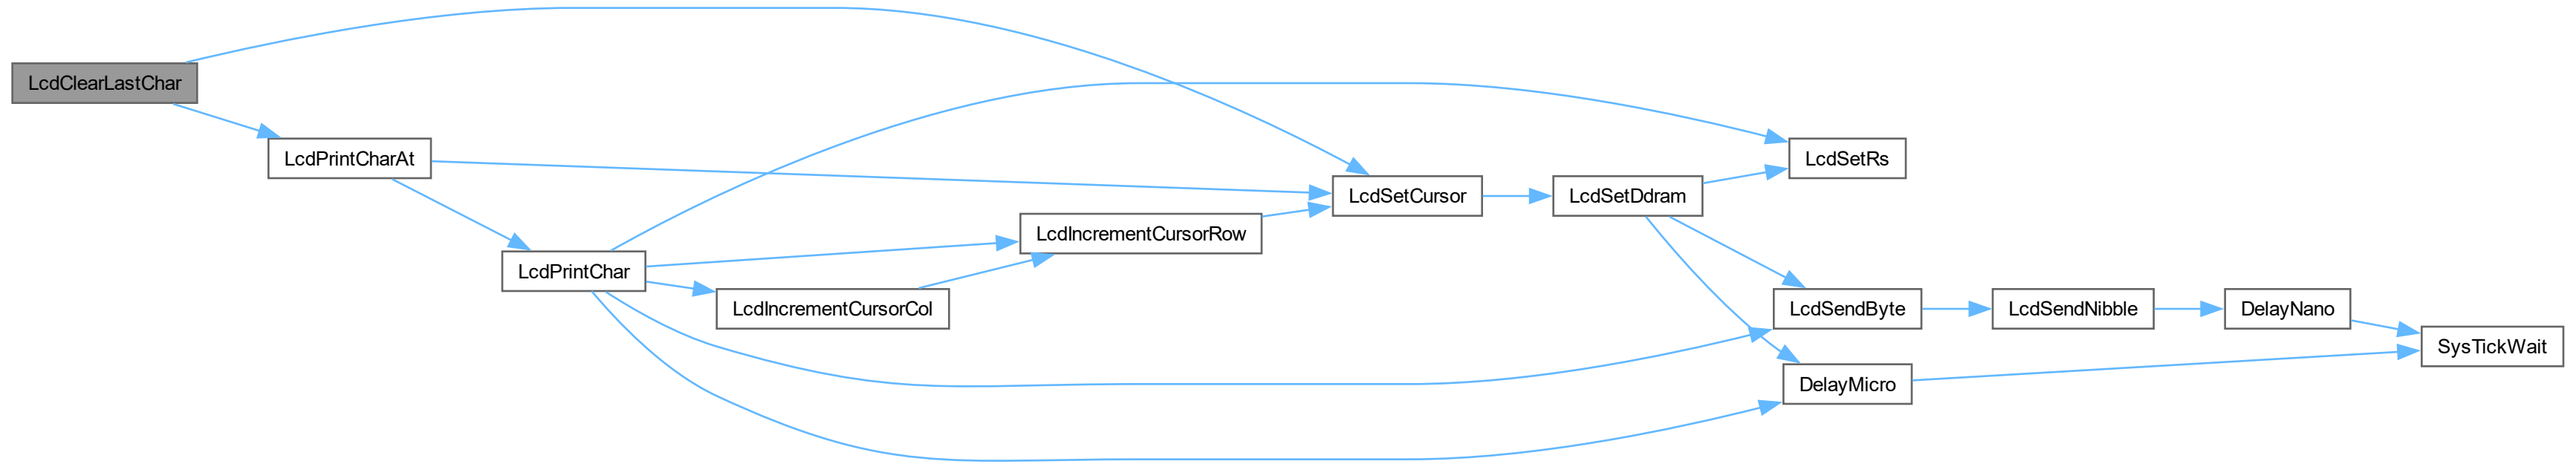 LcdClearLastChar
LcdPrintCharAt
LcdPrintChar
LcdIncrementCursorCol
LcdIncrementCursorRow
LcdSetCursor
LcdSetDdram
LcdSetRs
LcdSendByte
DelayMicro
LcdSendNibble
DelayNano
SysTickWait